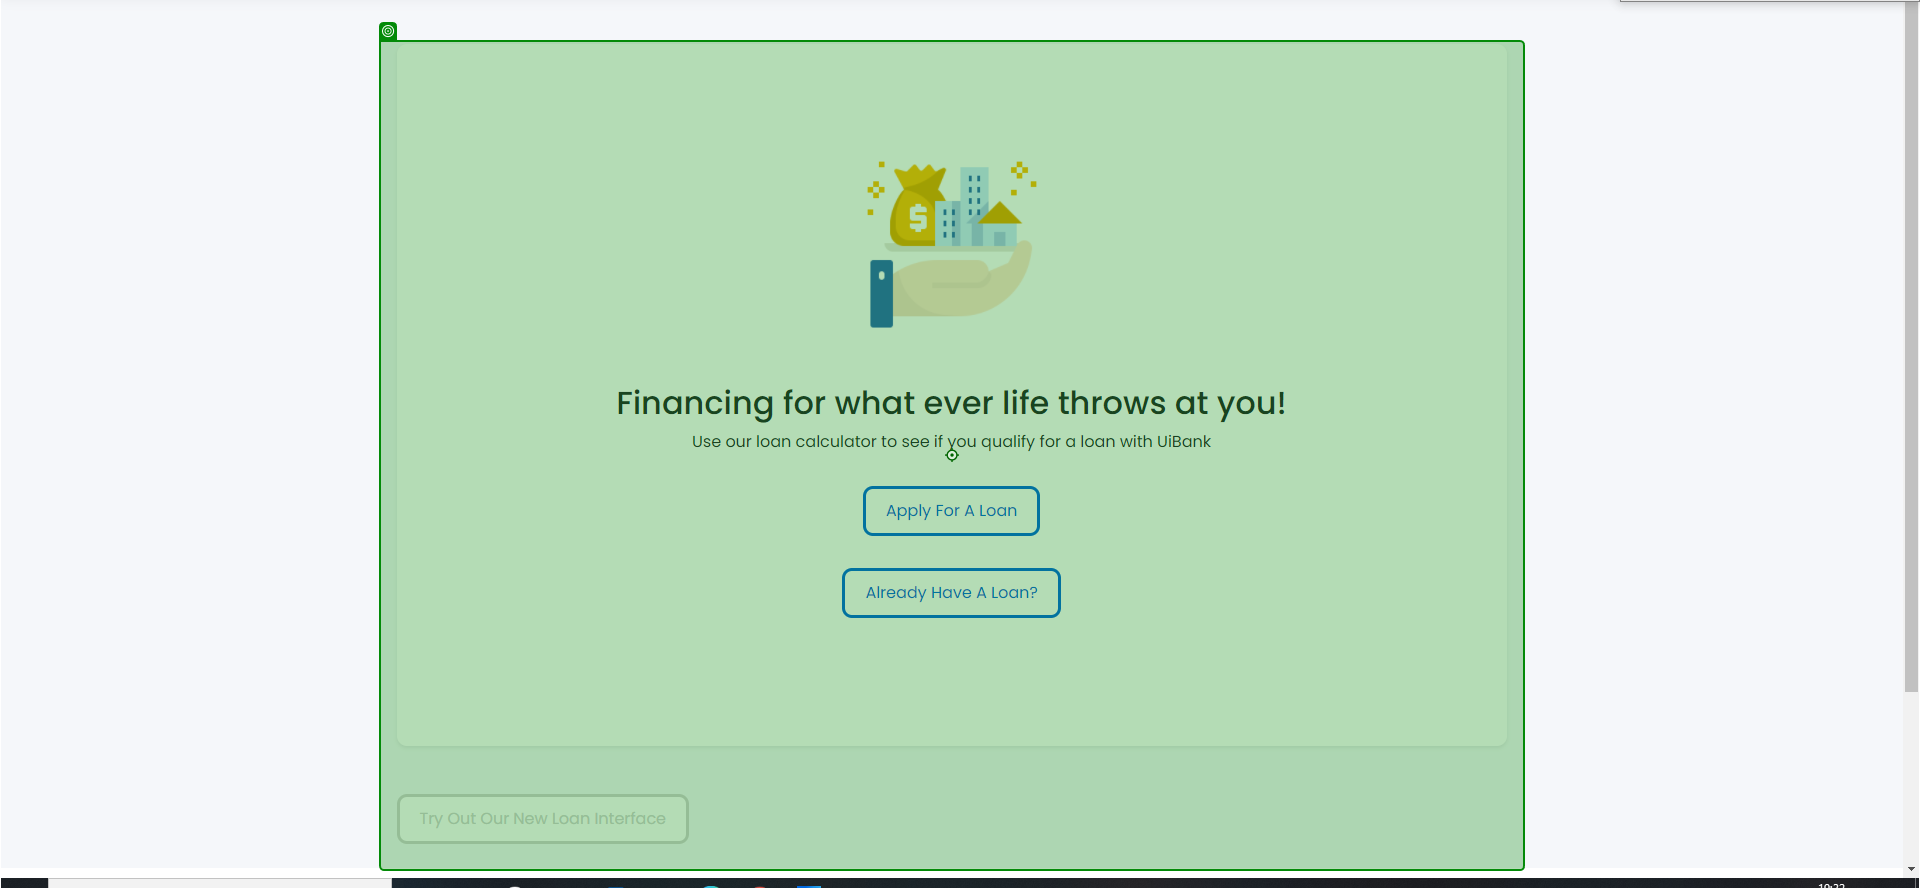 $
Financing for what ever life throws at you!
Use our loan calculator to see if you qualify for a loan with UiBank
Apply For A Loan
Already Have A Loan?
Try Out Our New Loan Interface